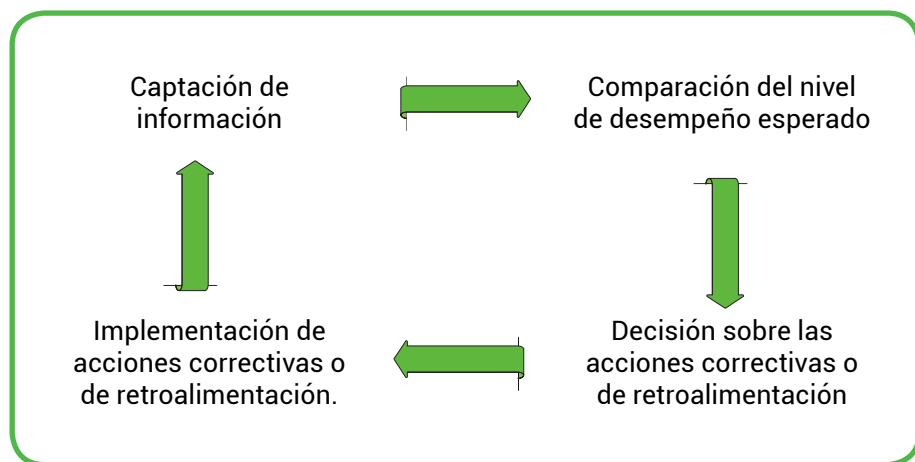 Captación de
información
Comparación del nivel
de desempeño esperado
Implementación de
acciones correctivas o
de retroalimentación.
Decisión sobre las
acciones correctivas o
de retroalimentación